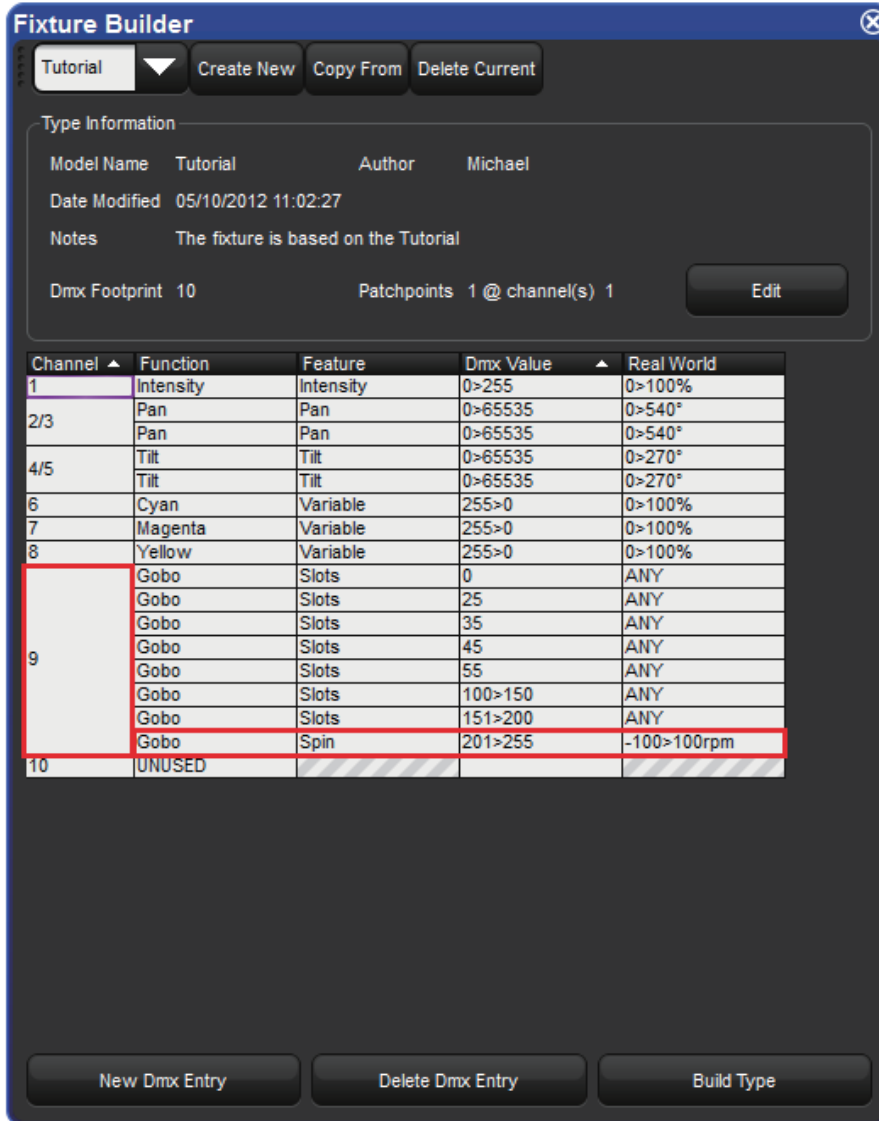 Fixture Builder
Tutorial Create New Copy From Delete Current
Type Information
Model Name Tutorial Author Michael
Date Modified 05/10/2012 11:02:27
Notes The fixture is based on the Tutorial
Dmx Footprint 10 Patchpoints 1 @ channel(s) 1 Edit
Channel Function Feature Dmx Value Real World
1 Intensity Intensity 0>255 0>100%
2/3 Pan Pan 0>65535 0>540°
Pan Pan 0>65535 0>540°
4/5 Tilt Tilt 0>65535 0>270°
Tilt Tilt 0>65535 0>270°
6 Cyan Variable 255>0 0>100%
7 Magenta Variable 255>0 0>100%
8 Yellow Variable 255>0 0>100%
9 Gobo Slots 0 ANY
Gobo Slots 25 ANY
Gobo Slots 35 ANY
Gobo Slots 45 ANY
Gobo Slots 55 ANY
Gobo Slots 100>150 ANY
Gobo Slots 151>200 ANY
Gobo Spin 201>255 -100>100rpm
10 UNUSED
New Dmx Entry Delete Dmx Entry Build Type